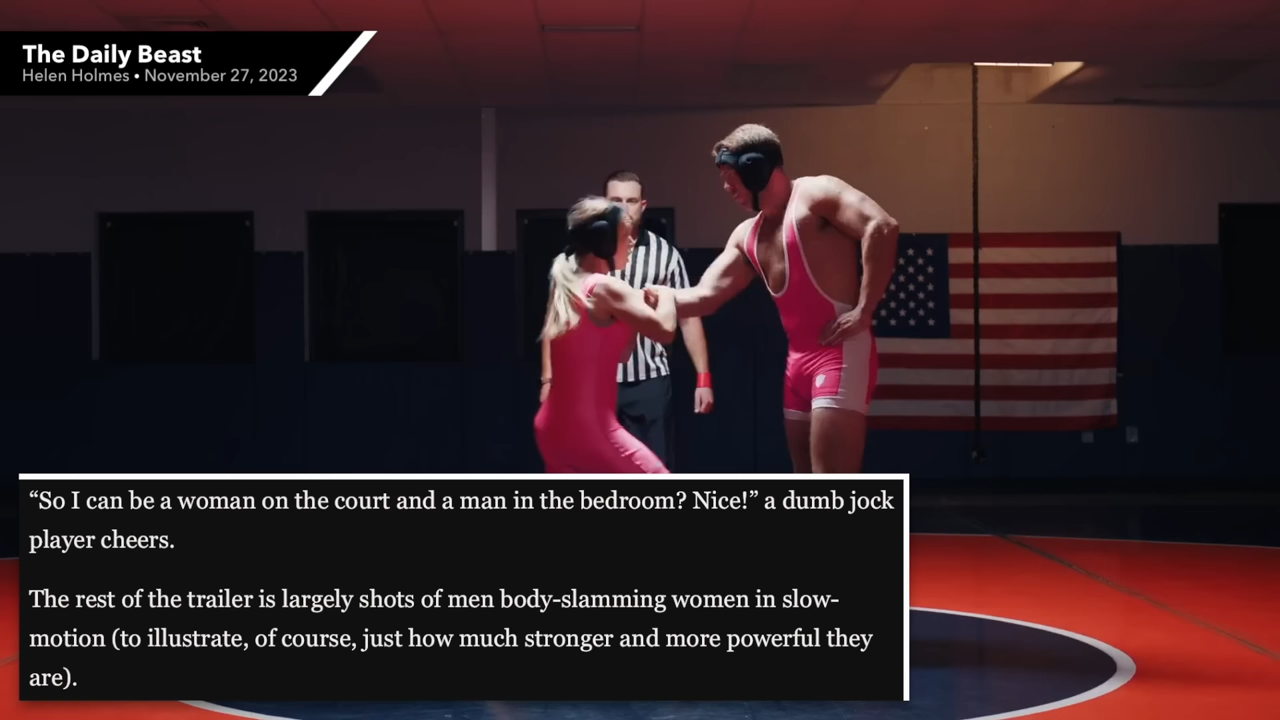 The Daily Beast
Helen Holmes • November 27, 2023
“So I can be a woman on the court and a man in the bedroom? Nice!” a dumb jock
player cheers.
The rest of the trailer is largely shots of men body-slamming women in slow-
motion (to illustrate, of course, just how much stronger and more powerful they
are).